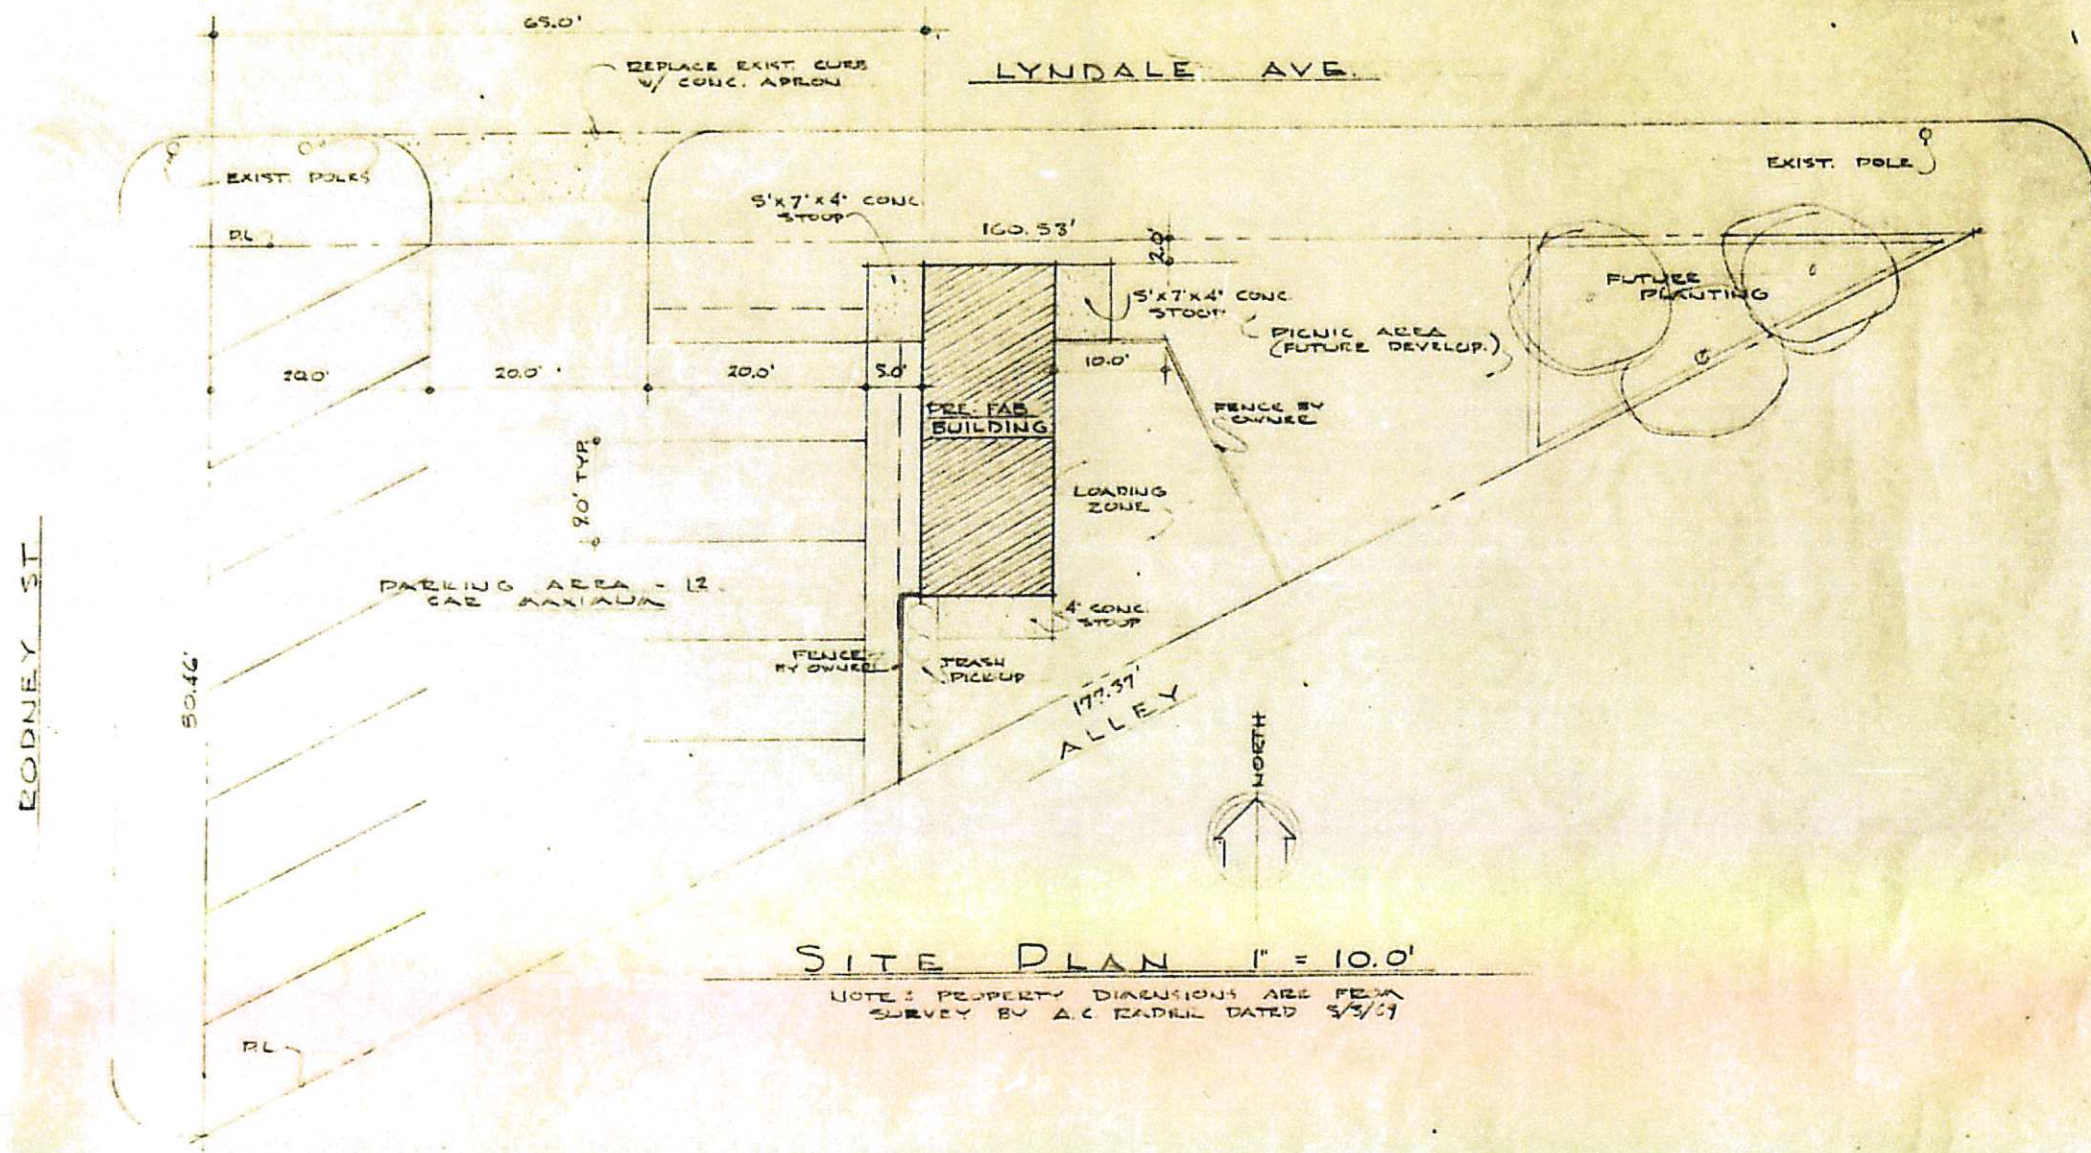 65.0'
REPLACE EXIST. CURB
W/ CONC. APRON
LYNDALE AVE.
EXIST. POLES
EXIST. POLE
5'x7'x4" CONC.
STOOP
P.L.
160.53'
2.0'
5'x7'x4" CONC.
STOOP
FUTURE
PLANTING
PICNIC AREA
(FUTURE DEVELOP.)
20.0'
20.0'
20.0'
5.0'
10.0'
PRE-FAB
BUILDING
FENCE BY
OWNER
9.0' TYP.
LOADING
ZONE
RODNEY ST
PARKING AREA - 12
CAR MAXIMUM
4" CONC.
STOOP
FENCE
BY OWNER
TRASH
PICKUP
80.46'
177.37'
ALLEY
NORTH
SITE PLAN 1" = 10.0'
NOTE: PROPERTY DIMENSIONS ARE FROM
SURVEY BY A.C. RADER DATED
P.L.